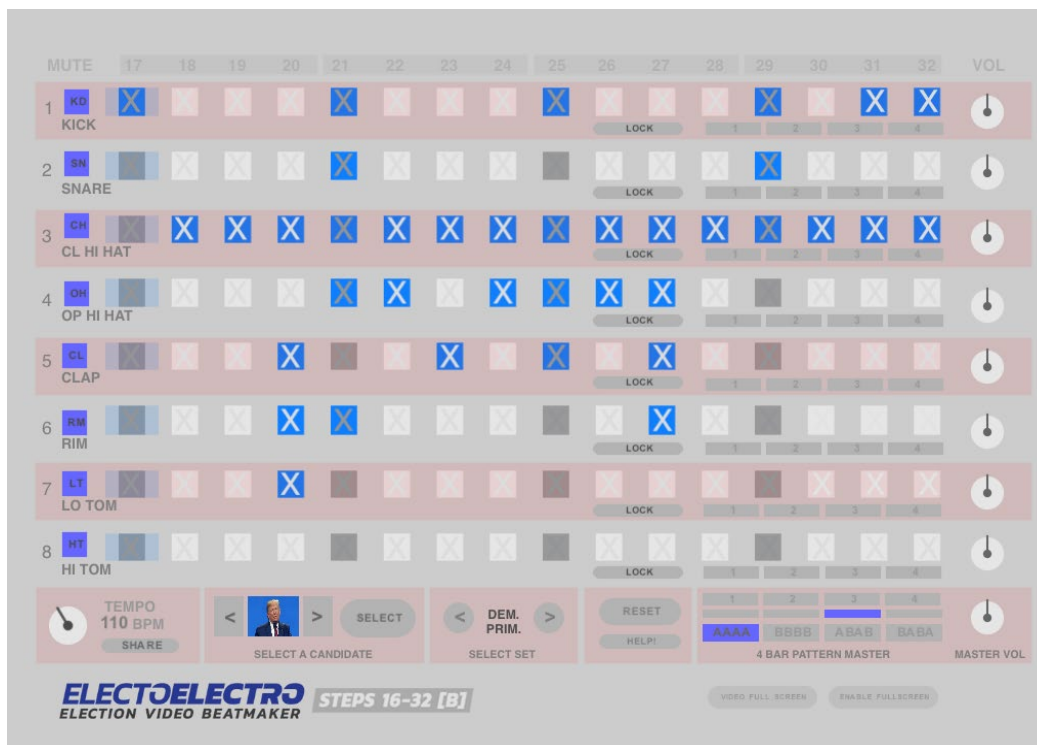 MUTE 17 18 19 20 21 22 23 24 25 26 27 28 29 30 31 32 VOL
1 KD X X X X X X X X X X X X X X X X
KICK LOCK 1 2 3 4
2 SN X X X X X X X X X X X X X X X X
SNARE LOCK 1 2 3 4
3 CH X X X X X X X X X X X X X X X X
CL HI HAT LOCK 1 2 3 4
4 OH X X X X X X X X X X X X X X X X
OP HI HAT LOCK 1 2 3 4
5 CL X X X X X X X X X X X X X X X X
CLAP LOCK 1 2 3 4
6 RM X X X X X X X X X X X X X X X X
RIM LOCK 1 2 3 4
7 LT X X X X X X X X X X X X X X X X
LO TOM LOCK 1 2 3 4
8 HT X X X X X X X X X X X X X X X X
HI TOM LOCK 1 2 3 4
TEMPO
110 BPM
SHARE
< > SELECT
SELECT A CANDIDATE
< DEM. PRIM. >
SELECT SET
RESET
HELP!
1 2 3 4
AAAA BBBB ABAB BABA
4 BAR PATTERN MASTER
MASTER VOL
ELECTOELECTRO
ELECTION VIDEO BEATMAKER
STEPS 16-32 [B]
VIDEO FULL SCREEN ENABLE FULLSCREEN